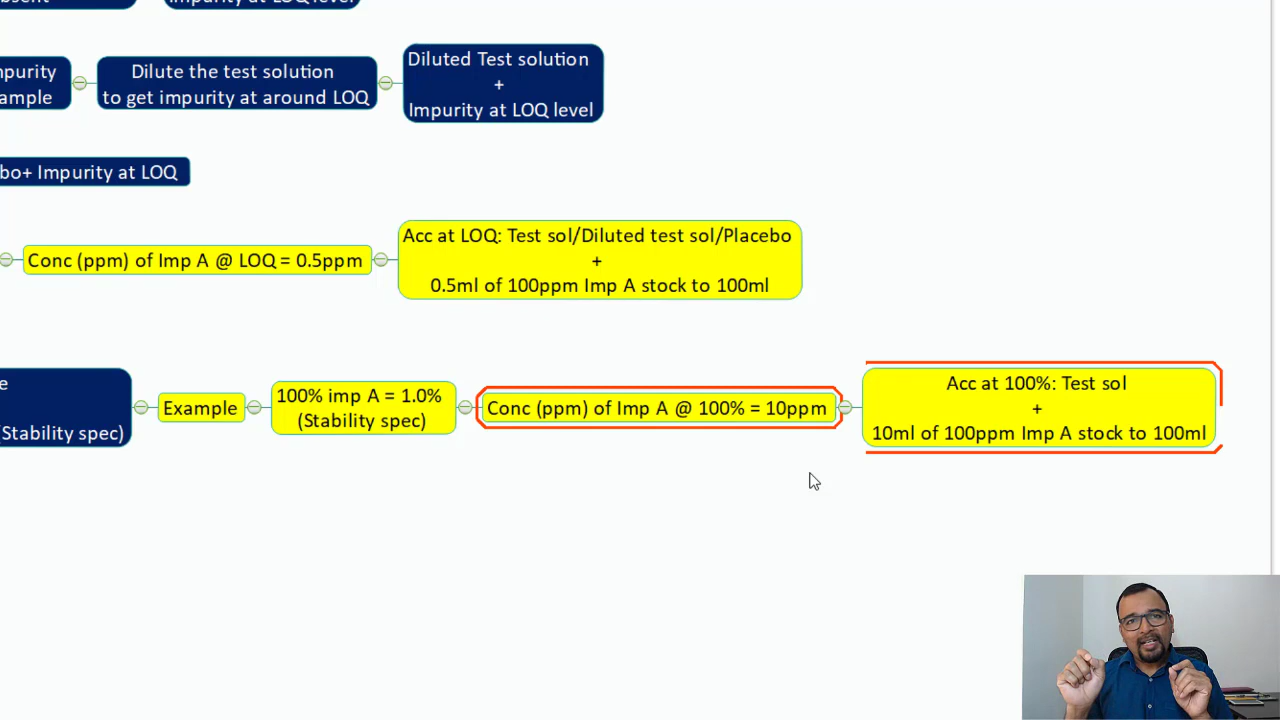 Impurity at LOQ level
Dilute the test solution
to get impurity at around LOQ
Diluted Test solution
+
Impurity at LOQ level
+ Impurity at LOQ
Conc (ppm) of Imp A @ LOQ = 0.5ppm
Acc at LOQ: Test sol/Diluted test sol/Placebo
+
0.5ml of 100ppm Imp A stock to 100ml
(Stability spec)
Example
100% imp A = 1.0%
(Stability spec)
Conc (ppm) of Imp A @ 100% = 10ppm
Acc at 100%: Test sol
+
10ml of 100ppm Imp A stock to 100ml